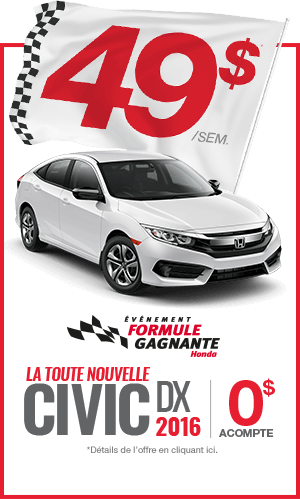 49$
/SEM.
ÉVÉNEMENT
FORMULE
GAGNANTE
Honda
LA TOUTE NOUVELLE
CIVIC DX
2016
0$
ACOMPTE
*Détails de l'offre en cliquant ici.